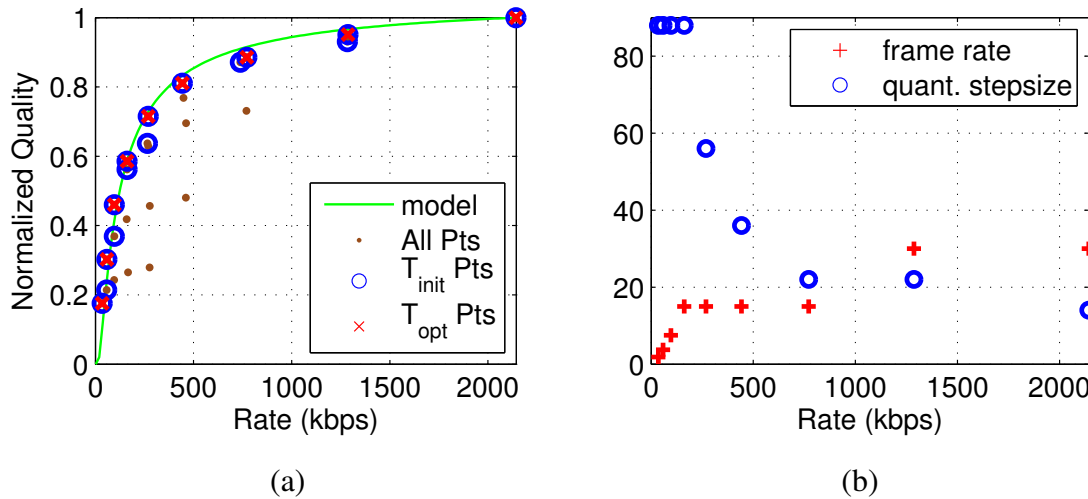 1
0.8
0.6
0.4
0.2
0
Normalized Quality
0 500 1000 1500 2000
Rate (kbps)
model
All Pts
T_init Pts
T_opt Pts
(a)
80
60
40
20
0
0 500 1000 1500 2000
Rate (kbps)
frame rate
quant. stepsize
(b)